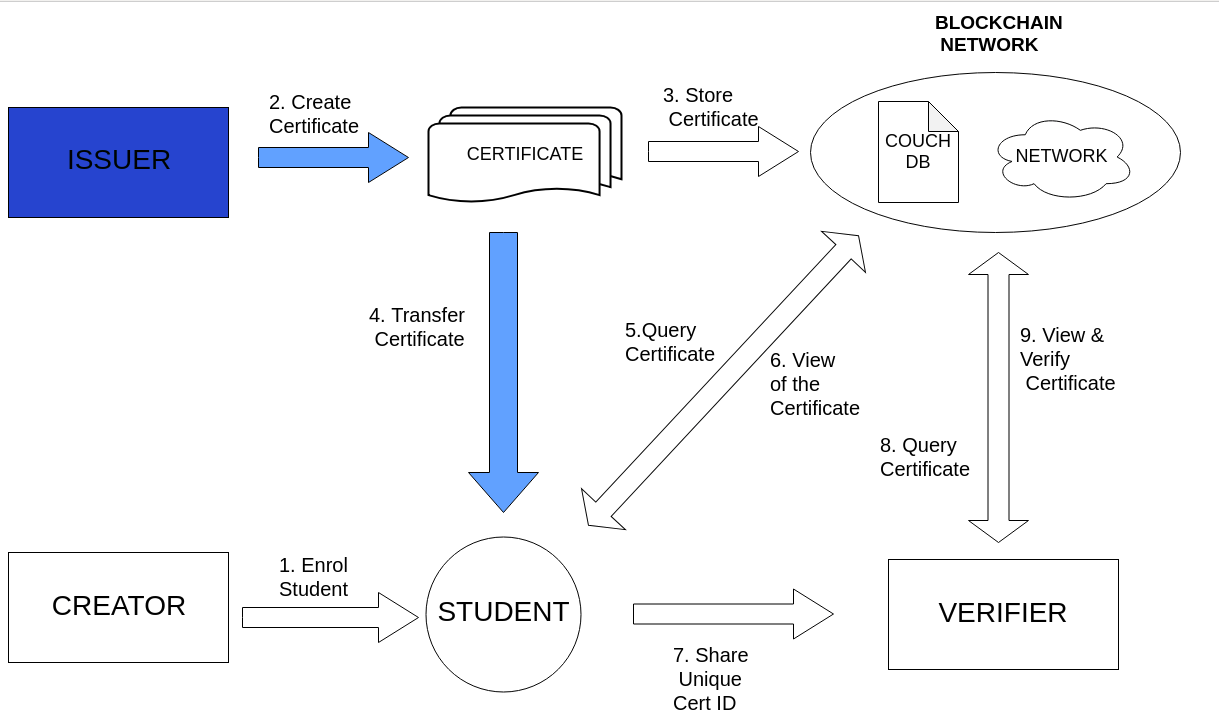 BLOCKCHAIN
NETWORK
ISSUER
2. Create
Certificate
CERTIFICATE
3. Store
Certificate
COUCH
DB
NETWORK
4. Transfer
Certificate
5.Query
Certificate
6. View
of the
Certificate
9. View &
Verify
Certificate
8. Query
Certificate
CREATOR
1. Enrol
Student
STUDENT
7. Share
Unique
Cert ID
VERIFIER